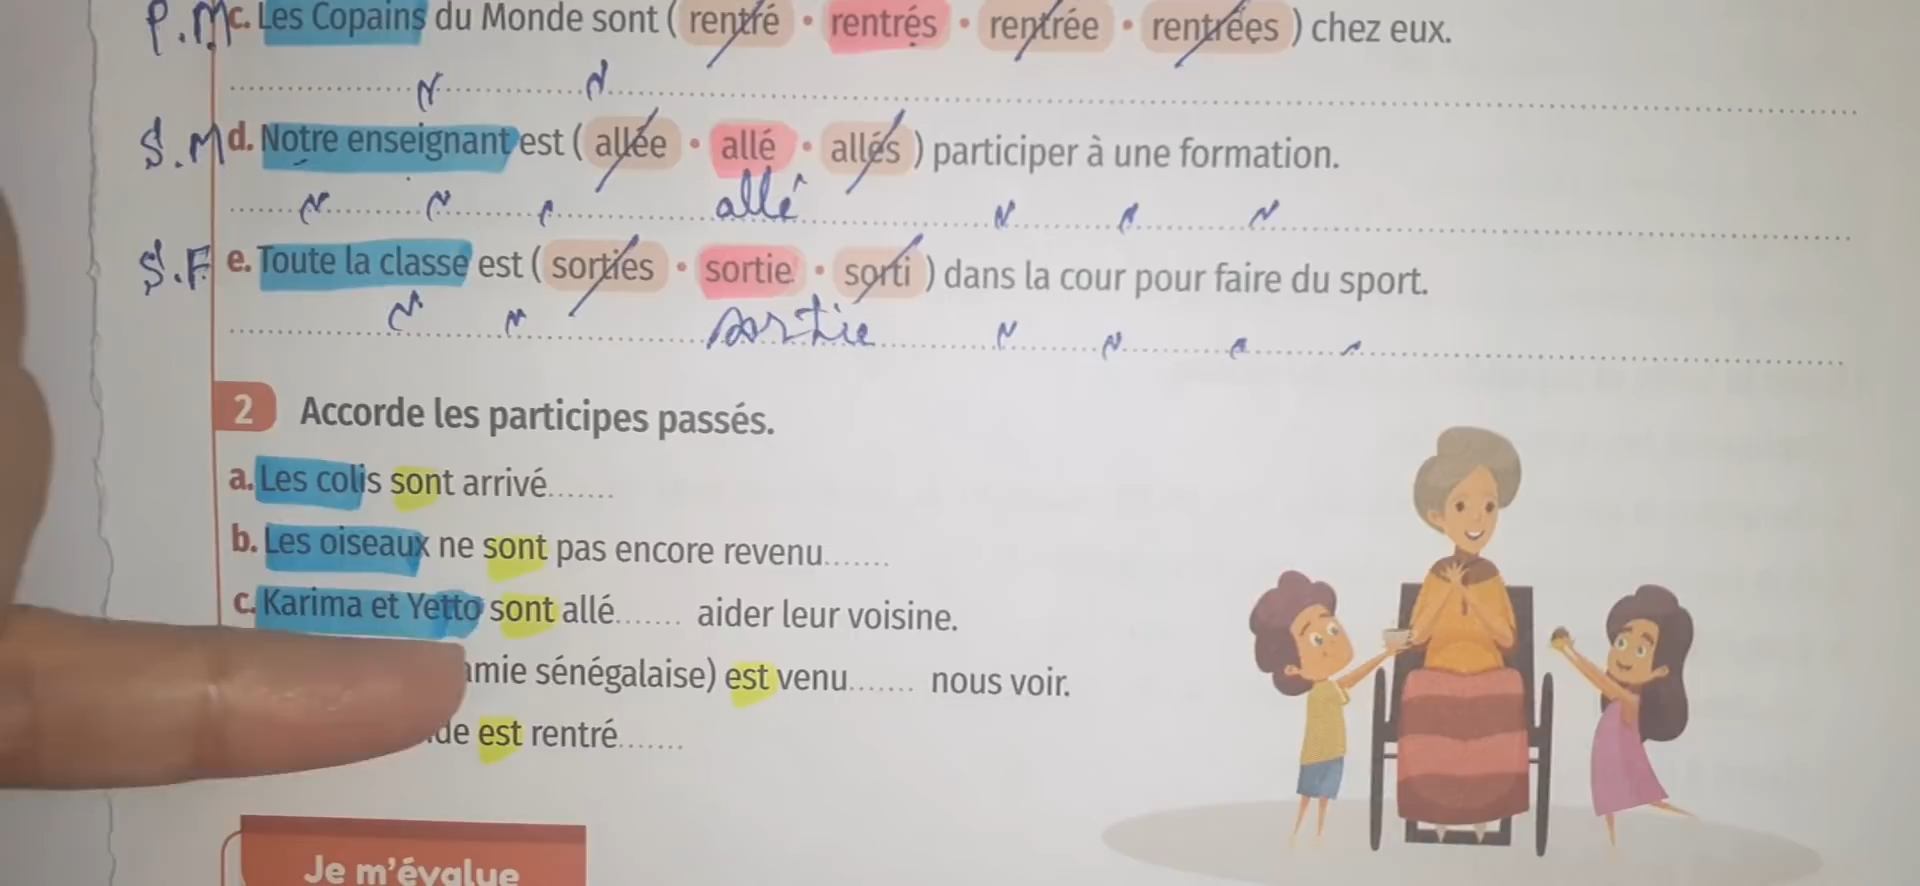 P.M c. Les Copains du Monde sont ( rentré • rentrés • rentrée • rentrées ) chez eux.
S.M d. Notre enseignant est ( allée • allé • allés ) participer à une formation.
allé
S.F e. Toute la classe est ( sorties • sortie • sorti ) dans la cour pour faire du sport.
sortie
2 Accorde les participes passés.
a. Les colis sont arrivé.......
b. Les oiseaux ne sont pas encore revenu.......
c. Karima et Yetto sont allé....... aider leur voisine.
amie sénégalaise) est venu....... nous voir.
est rentré.......
Je m'évalue